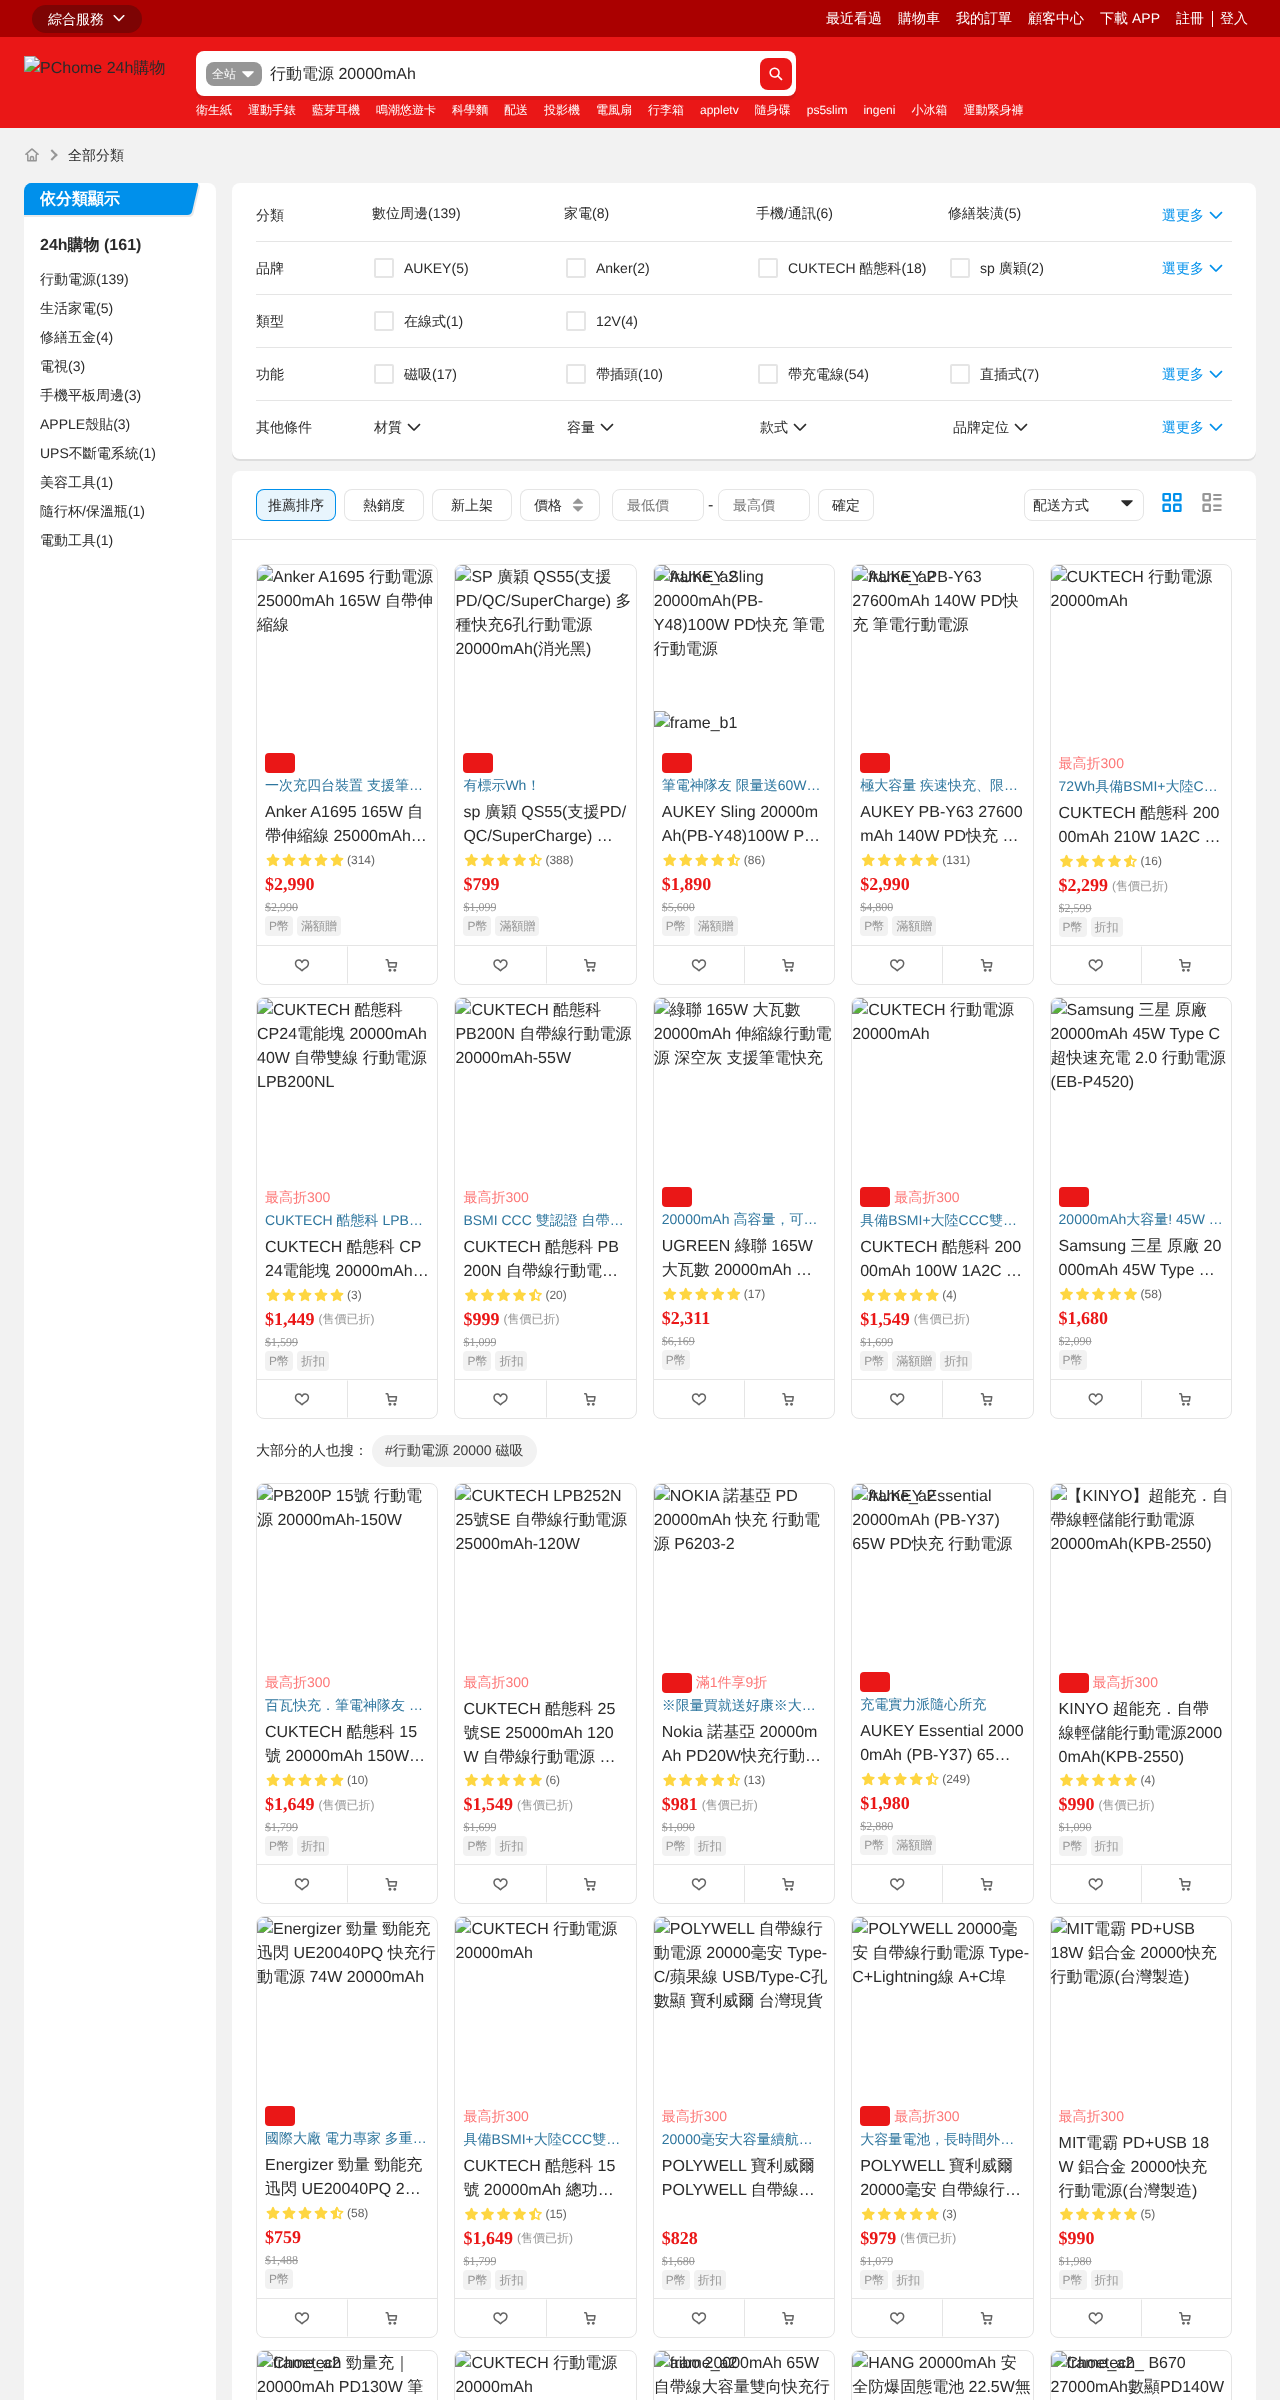 綜合服務
最近看過 購物車 我的訂單 顧客中心 下載 APP 註冊 登入
PChome 24h購物
全站 行動電源 20000mAh
衛生紙 運動手錶 藍芽耳機 鳴潮悠遊卡 科學麵 配送 投影機 電風扇 行李箱 appletv 隨身碟 ps5slim ingeni 小冰箱 運動緊身褲
全部分類
依分類顯示
24h購物 (161)
行動電源(139)
生活家電(5)
修繕五金(4)
電視(3)
手機平板周邊(3)
APPLE殼貼(3)
UPS不斷電系統(1)
美容工具(1)
隨行杯/保溫瓶(1)
電動工具(1)
分類 數位周邊(139) 家電(8) 手機/通訊(6) 修繕裝潢(5) 選更多
品牌 AUKEY(5) Anker(2) CUKTECH 酷態科(18) sp 廣穎(2) 選更多
類型 在線式(1) 12V(4)
功能 磁吸(17) 帶插頭(10) 帶充電線(54) 直插式(7) 選更多
其他條件 材質 容量 款式 品牌定位 選更多
推薦排序 熱銷度 新上架 價格 最低價 - 最高價 確定 配送方式
Anker A1695 行動電源
25000mAh 165W 自帶伸
縮線
一次充四台裝置 支援筆…
Anker A1695 165W 自
帶伸縮線 25000mAh…
(314)
$2,990
$2,990
P幣 滿額贈
SP 廣穎 QS55(支援
PD/QC/SuperCharge) 多
種快充6孔行動電源
20000mAh(消光黑)
有標示Wh！
sp 廣穎 QS55(支援PD/
QC/SuperCharge) …
(388)
$799
$1,099
P幣 滿額贈
AUKEY Sling
20000mAh(PB-
Y48)100W PD快充 筆電
行動電源
frame_b1
筆電神隊友 限量送60W…
AUKEY Sling 20000m
Ah(PB-Y48)100W P…
(86)
$1,890
$5,600
P幣 滿額贈
AUKEY PB-Y63
27600mAh 140W PD快
充 筆電行動電源
極大容量 疾速快充、限…
AUKEY PB-Y63 27600
mAh 140W PD快充 …
(131)
$2,990
$4,800
P幣 滿額贈
CUKTECH 行動電源
20000mAh
最高折300
72Wh具備BSMI+大陸C…
CUKTECH 酷態科 200
00mAh 210W 1A2C …
(16)
$2,299 (售價已折)
$2,599
P幣 折扣
CUKTECH 酷態科
CP24電能塊 20000mAh
40W 自帶雙線 行動電源
LPB200NL
最高折300
CUKTECH 酷態科 LPB…
CUKTECH 酷態科 CP
24電能塊 20000mAh…
(3)
$1,449 (售價已折)
$1,599
P幣 折扣
CUKTECH 酷態科
PB200N 自帶線行動電源
20000mAh-55W
最高折300
BSMI CCC 雙認證 自帶…
CUKTECH 酷態科 PB
200N 自帶線行動電…
(20)
$999 (售價已折)
$1,099
P幣 折扣
綠聯 165W 大瓦數
20000mAh 伸縮線行動電
源 深空灰 支援筆電快充
20000mAh 高容量，可…
UGREEN 綠聯 165W
大瓦數 20000mAh …
(17)
$2,311
$6,169
P幣
CUKTECH 行動電源
20000mAh
最高折300
具備BSMI+大陸CCC雙…
CUKTECH 酷態科 200
00mAh 100W 1A2C …
(4)
$1,549 (售價已折)
$1,699
P幣 滿額贈 折扣
Samsung 三星 原廠
20000mAh 45W Type C
超快速充電 2.0 行動電源
(EB-P4520)
20000mAh大容量! 45W …
Samsung 三星 原廠 20
000mAh 45W Type …
(58)
$1,680
$2,090
P幣
大部分的人也搜： #行動電源 20000 磁吸
PB200P 15號 行動電
源 20000mAh-150W
最高折300
百瓦快充．筆電神隊友 …
CUKTECH 酷態科 15
號 20000mAh 150W…
(10)
$1,649 (售價已折)
$1,799
P幣 折扣
CUKTECH LPB252N
25號SE 自帶線行動電源
25000mAh-120W
最高折300
CUKTECH 酷態科 25
號SE 25000mAh 120
W 自帶線行動電源 …
(6)
$1,549 (售價已折)
$1,699
P幣 折扣
NOKIA 諾基亞 PD
20000mAh 快充 行動電
源 P6203-2
滿1件享9折
※限量買就送好康※大…
Nokia 諾基亞 20000m
Ah PD20W快充行動…
(13)
$981 (售價已折)
$1,090
P幣 折扣
AUKEY Essential
20000mAh (PB-Y37)
65W PD快充 行動電源
充電實力派隨心所充
AUKEY Essential 2000
0mAh (PB-Y37) 65…
(249)
$1,980
$2,880
P幣 滿額贈
【KINYO】超能充．自
帶線輕儲能行動電源
20000mAh(KPB-2550)
最高折300
KINYO 超能充．自帶
線輕儲能行動電源2000
0mAh(KPB-2550)
(4)
$990 (售價已折)
$1,090
P幣 折扣
Energizer 勁量 勁能充
迅閃 UE20040PQ 快充行
動電源 74W 20000mAh
國際大廠 電力專家 多重…
Energizer 勁量 勁能充
迅閃 UE20040PQ 2…
(58)
$759
$1,488
P幣
CUKTECH 行動電源
20000mAh
最高折300
具備BSMI+大陸CCC雙…
CUKTECH 酷態科 15
號 20000mAh 總功…
(15)
$1,649 (售價已折)
$1,799
P幣 折扣
POLYWELL 自帶線行
動電源 20000毫安 Type-
C/蘋果線 USB/Type-C孔
數顯 寶利威爾 台灣現貨
最高折300
20000毫安大容量續航…
POLYWELL 寶利威爾
POLYWELL 自帶線…
$828
$1,680
P幣 折扣
POLYWELL 20000毫
安 自帶線行動電源 Type-
C+Lightning線 A+C埠
最高折300
大容量電池，長時間外…
POLYWELL 寶利威爾
20000毫安 自帶線行…
(3)
$979 (售價已折)
$1,079
P幣 折扣
MIT電霸 PD+USB
18W 鋁合金 20000快充
行動電源(台灣製造)
最高折300
MIT電霸 PD+USB 18
W 鋁合金 20000快充
行動電源(台灣製造)
(5)
$990
$1,980
P幣 折扣
勁量充｜
20000mAh PD130W 筆
CUKTECH 行動電源
20000mAh
20000mAh 65W
自帶線大容量雙向快充行
HANG 20000mAh 安
全防爆固態電池 22.5W無
B670
27000mAh數顯PD140W